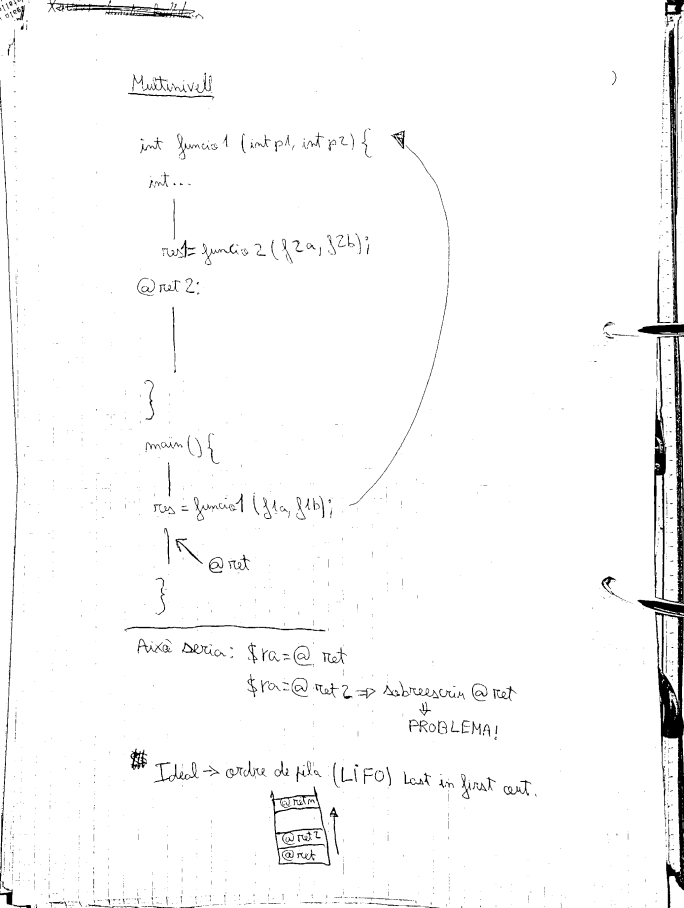 Multinivell
int funcio1 (int p1, int p2) {
int...
res1 = funcio 2 (f2a, f2b);
@ret 2:
}
main() {
res = funcio1 (f1a, f1b);
@ret
}
Això seria: $ra = @ ret
$ra = @ ret 2 => sobreescriu @ret
⇓
PROBLEMA!
Ideal -> ordre de pila (LIFO) Last in first out.
@ret n
@ret 2
@ret